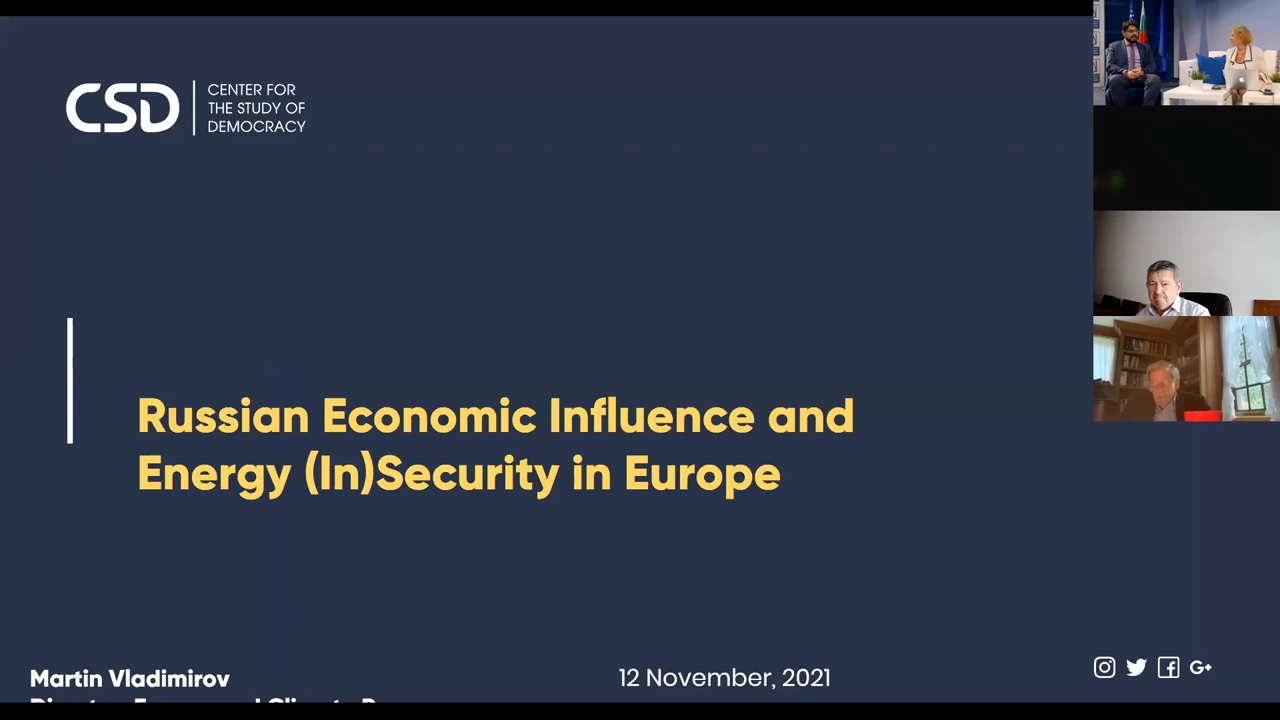 CSD
CENTER FOR
THE STUDY OF
DEMOCRACY
Russian Economic Influence and
Energy (In)Security in Europe
Martin Vladimirov
12 November, 2021
G+